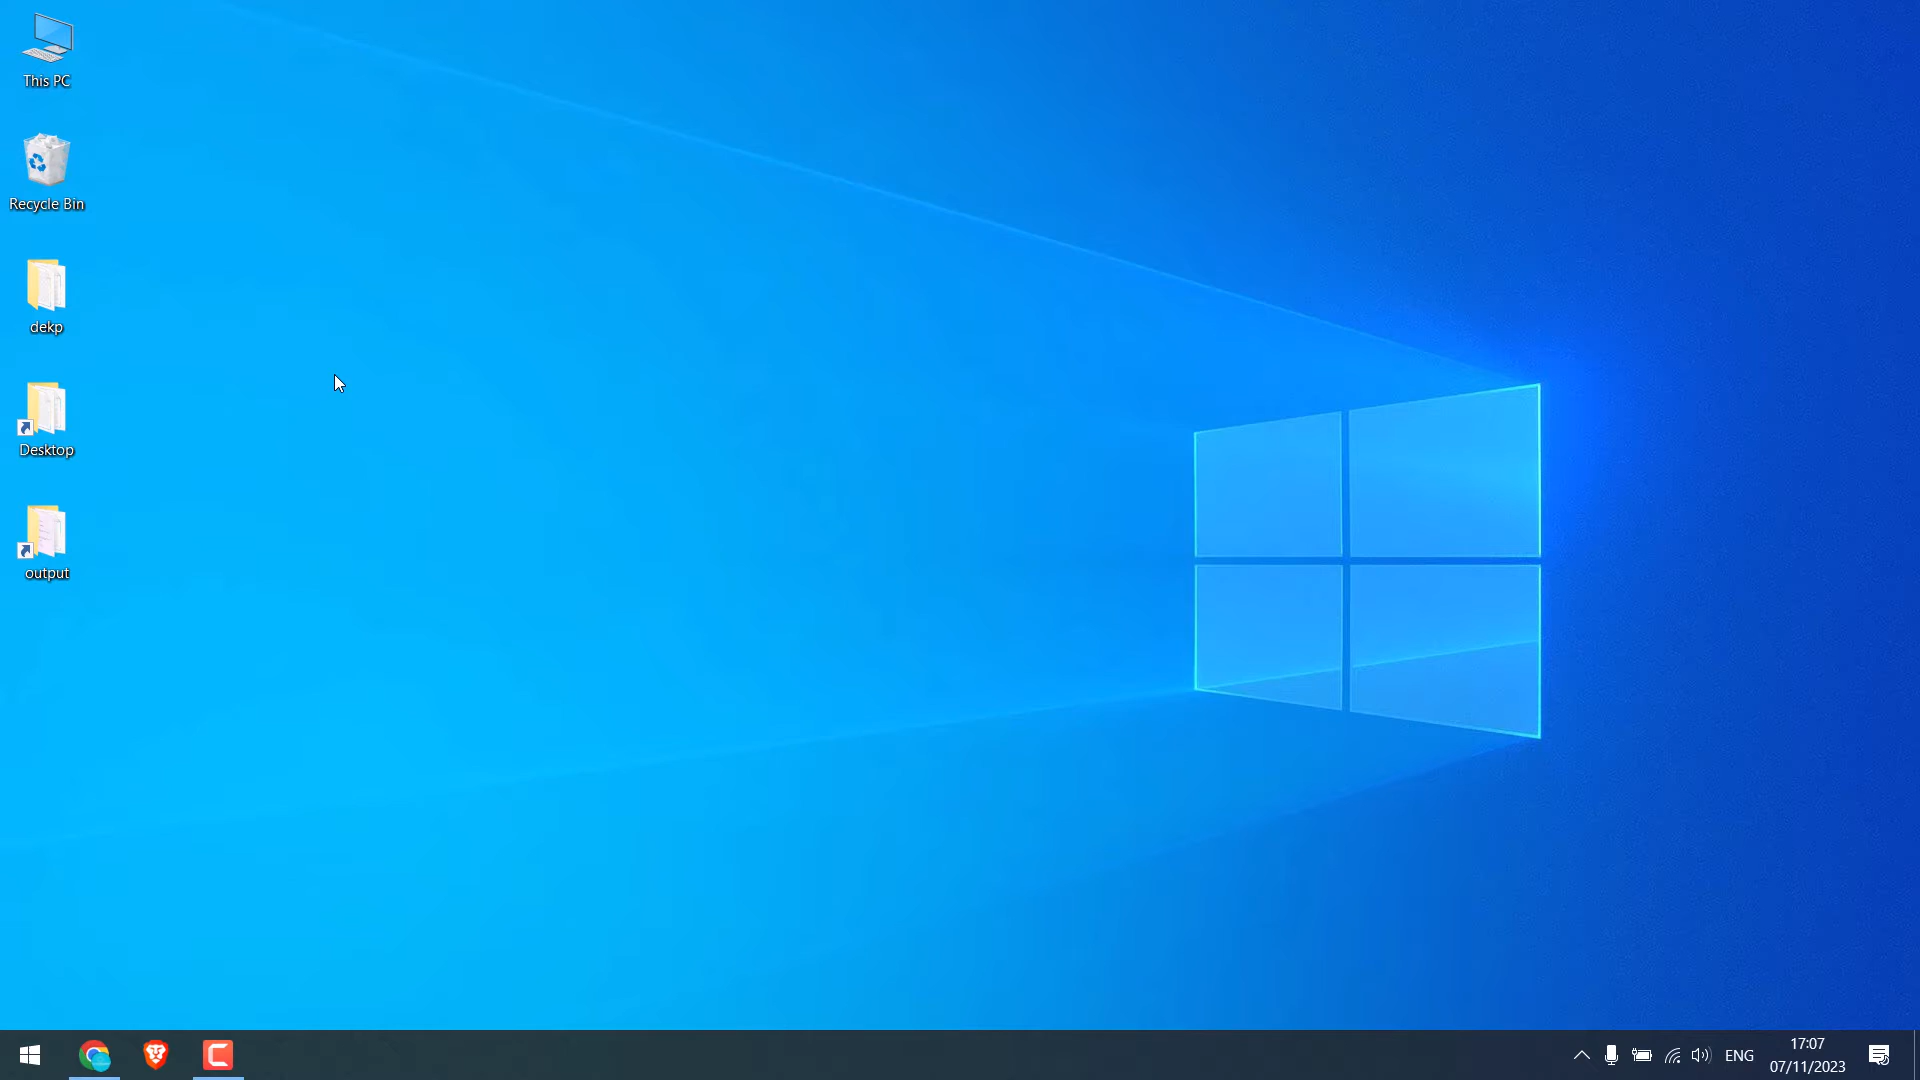 This PC
Recycle Bin
dekp
Desktop
output
ENG
17:07
07/11/2023